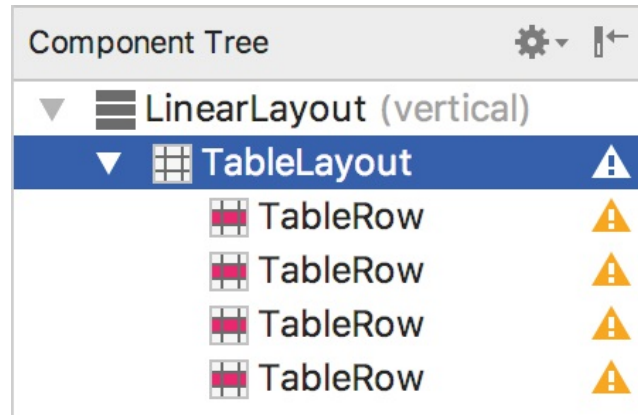 Component Tree
LinearLayout (vertical)
TableLayout
TableRow
TableRow
TableRow
TableRow